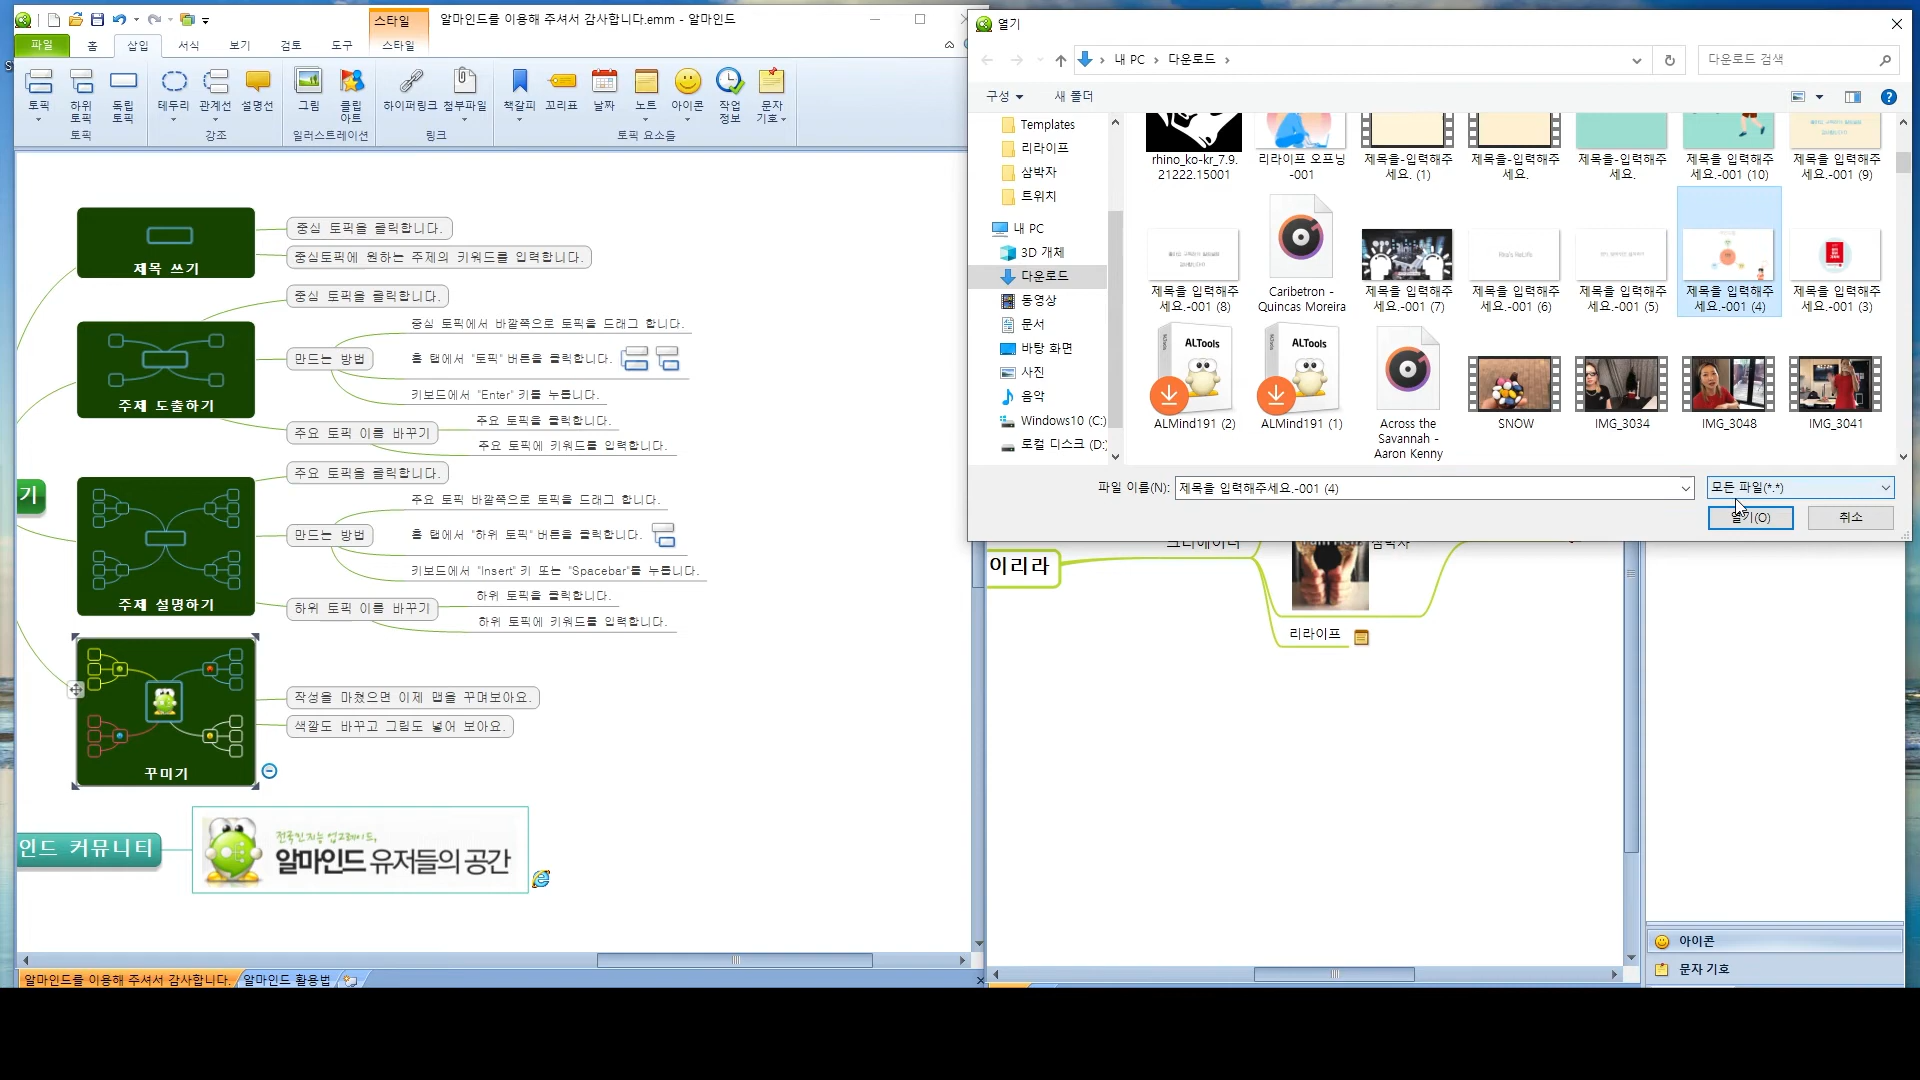 스타일
알마인드를 이용해 주셔서 감사합니다.emm - 알마인드
파일
홈
삽입
서식
보기
검토
도구
스타일
토픽
하위
토픽
독립
토픽
테두리
관계선
설명선
그림
클립
아트
하이퍼링크
첨부파일
책갈피
꼬리표
날짜
노트
아이콘
작업
정보
문자
기호
토픽
강조
일러스트레이션
링크
토픽 요소들
제목 쓰기
중심 토픽을 클릭합니다.
중심토픽에 원하는 주제의 키워드를 입력합니다.
주제 도출하기
중심 토픽을 클릭합니다.
만드는 방법
중심 토픽에서 바깥쪽으로 토픽을 드래그 합니다.
홈 탭에서 "토픽" 버튼을 클릭합니다.
키보드에서 "Enter" 키를 누릅니다.
주요 토픽 이름 바꾸기
주요 토픽을 클릭합니다.
주요 토픽에 키워드를 입력합니다.
기
주제 설명하기
주요 토픽을 클릭합니다.
만드는 방법
주요 토픽 바깥쪽으로 토픽을 드래그 합니다.
홈 탭에서 "하위 토픽" 버튼을 클릭합니다.
키보드에서 "Insert" 키 또는 "Spacebar"를 누릅니다.
하위 토픽 이름 바꾸기
하위 토픽을 클릭합니다.
하위 토픽에 키워드를 입력합니다.
꾸미기
작성을 마쳤으면 이제 맵을 꾸며보아요.
색깔도 바꾸고 그림도 넣어 보아요.
인드 커뮤니티
전국민 지능 업그레이드,
알마인드 유저들의 공간
알마인드를 이용해 주셔서 감사합니다.
알마인드 활용법
열기
내 PC
다운로드
다운로드 검색
구성
새 폴더
Templates
리라이프
삼박자
트위치
내 PC
3D 개체
다운로드
동영상
문서
바탕 화면
사진
음악
Windows10 (C:)
로컬 디스크 (D:)
rhino_ko-kr_7.9.
21222.15001
리라이프 오프닝
-001
제목을-입력해주
세요. (1)
제목을-입력해주
세요.
제목을-입력해주
세요.
제목을 입력해주
세요.-001 (10)
제목을 입력해주
세요.-001 (9)
제목을 입력해주
세요.-001 (8)
Caribetron -
Quincas Moreira
제목을 입력해주
세요.-001 (7)
제목을 입력해주
세요.-001 (6)
제목을 입력해주
세요.-001 (5)
제목을 입력해주
세요.-001 (4)
제목을 입력해주
세요.-001 (3)
ALTools
ALMind191 (2)
ALTools
ALMind191 (1)
Across the
Savannah -
Aaron Kenny
SNOW
IMG_3034
IMG_3048
IMG_3041
파일 이름(N):
제목을 입력해주세요.-001 (4)
모든 파일(*.*)
열기(O)
취소
이리라
크리에이터
삼박자
리라이프
아이콘
문자 기호